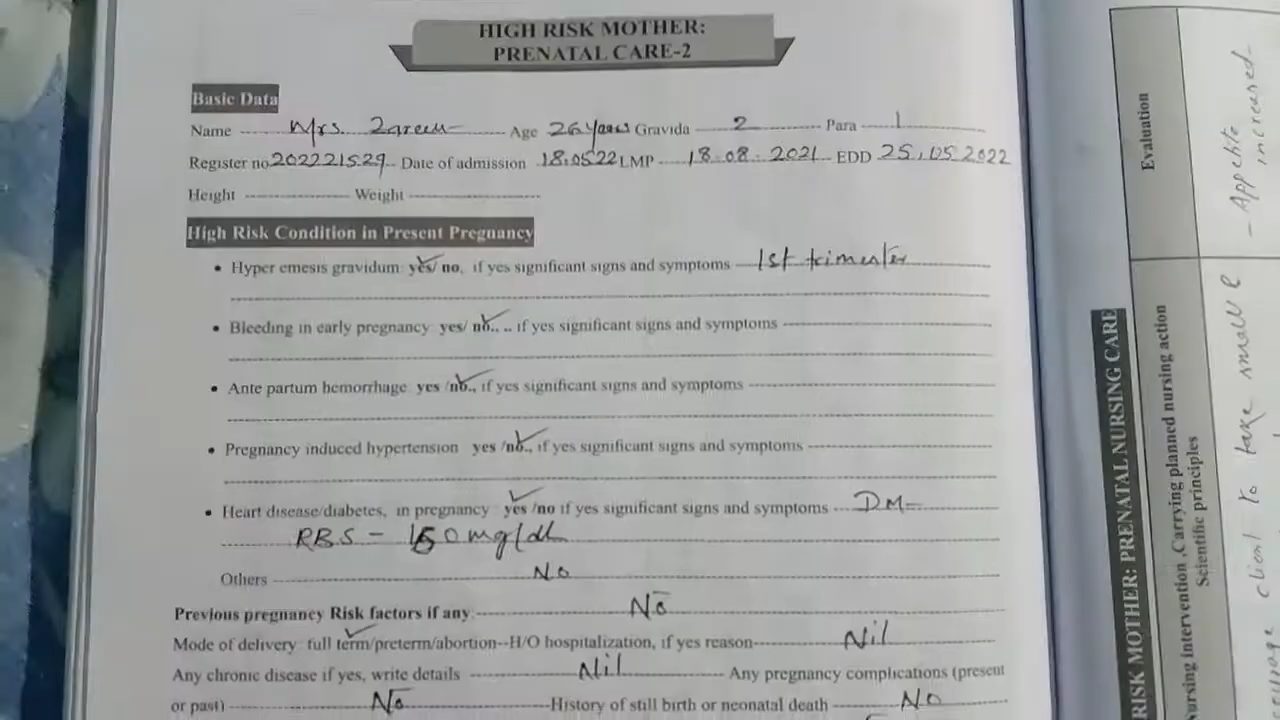 HIGH RISK MOTHER:
PRENATAL CARE-2
Basic Data
Name Mrs. Zareen Age 26 years Gravida 2 Para 1
Register no 202221529 Date of admission 18.0522 LMP 18.08.2021 EDD 25.05.2022
Height Weight
High Risk Condition in Present Pregnancy
• Hyper emesis gravidum: yes/ no, if yes significant signs and symptoms 1st trimester
• Bleeding in early pregnancy yes/ no.. .. if yes significant signs and symptoms
• Ante partum hemorrhage yes /no., if yes significant signs and symptoms
• Pregnancy induced hypertension yes /no., if yes significant signs and symptoms
• Heart disease/diabetes, in pregnancy yes /no if yes significant signs and symptoms DM-
RBS - 150mg/dl
Others No
Previous pregnancy Risk factors if any: No
Mode of delivery: full term/preterm/abortion--H/O hospitalization, if yes reason Nil
Any chronic disease if yes, write details Nil Any pregnancy complications (present
or past) No History of still birth or neonatal death No
RISK MOTHER: PRENATAL NURSING CARE
ursing intervention ,Carrying planned nursing action
Scientific principles
Evaluation
client to take small
- Appetite
increased